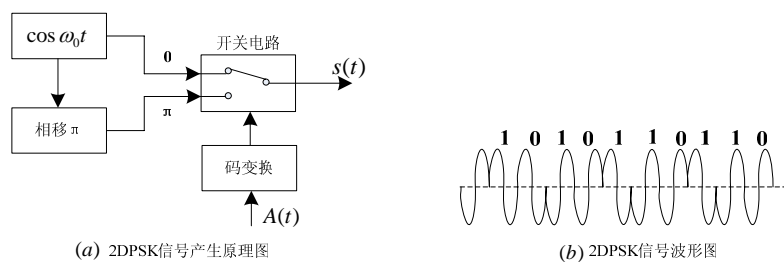 cos ω₀t
0
开关电路
s(t)
相移π
π
码变换
A(t)
(a) 2DPSK信号产生原理图
1 0 1 0 1 1 0 1 1 0
(b) 2DPSK信号波形图